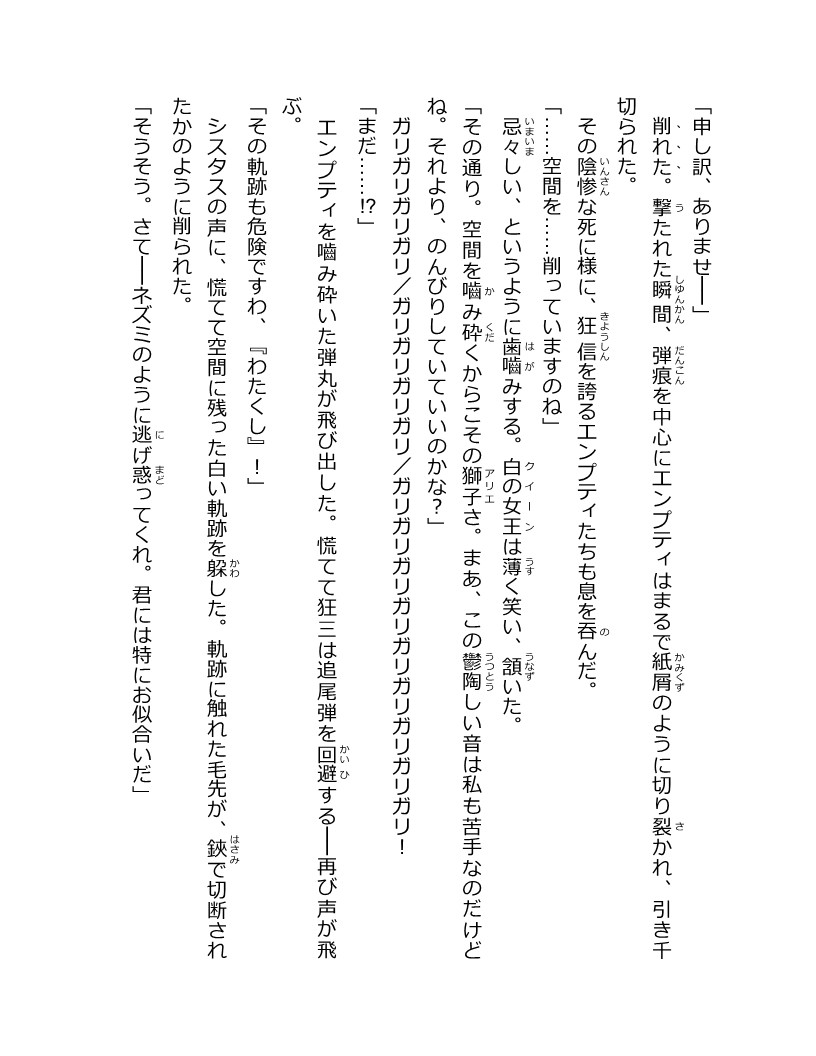 「申し訳、ありませ――」
削れた。撃たれた瞬間、弾痕を中心にエンプティはまるで紙屑のように切り裂かれ、引き千
切られた。
その陰惨な死に様に、狂信を誇るエンプティたちも息を呑んだ。
「……空間を……削っていますのね」
忌々しい、というように歯嚙みする。白の女王は薄く笑い、頷いた。
「その通り。空間を嚙み砕くからこその獅子さ。まあ、この鬱陶しい音は私も苦手なのだけど
ね。それより、のんびりしていていいのかな？」
ガリガリガリガリ／ガリガリガリガリ／ガリガリガリガリガリガリガリガリガリ！
「まだ……!?」
エンプティを嚙み砕いた弾丸が飛び出した。慌てて狂三は追尾弾を回避する――再び声が飛
ぶ。
「その軌跡も危険ですわ、『わたくし』！」
シスタスの声に、慌てて空間に残った白い軌跡を躱した。軌跡に触れた毛先が、鋏で切断され
たかのように削られた。
「そうそう。さて――ネズミのように逃げ惑ってくれ。君には特にお似合いだ」